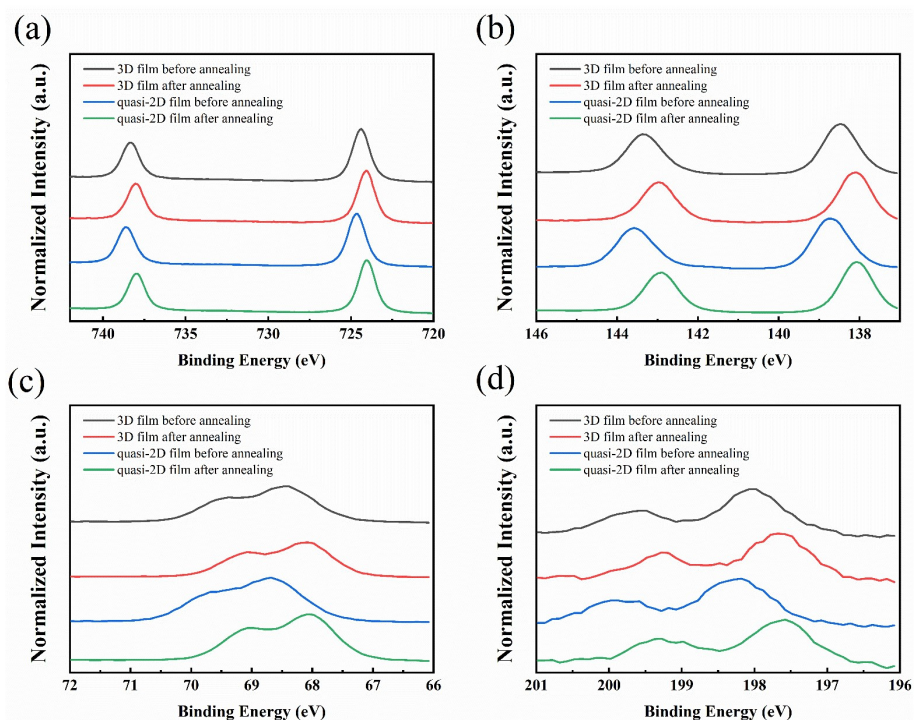 (a)
Normalized Intensity (a.u.)
3D film before annealing
3D film after annealing
quasi-2D film before annealing
quasi-2D film after annealing
740 735 730 725 720
Binding Energy (eV)
(b)
Normalized Intensity (a.u.)
3D film before annealing
3D film after annealing
quasi-2D film before annealing
quasi-2D film after annealing
146 144 142 140 138
Binding Energy (eV)
(c)
Normalized Intensity (a.u.)
3D film before annealing
3D film after annealing
quasi-2D film before annealing
quasi-2D film after annealing
72 71 70 69 68 67 66
Binding Energy (eV)
(d)
Normalized Intensity (a.u.)
3D film before annealing
3D film after annealing
quasi-2D film before annealing
quasi-2D film after annealing
201 200 199 198 197 196
Binding Energy (eV)